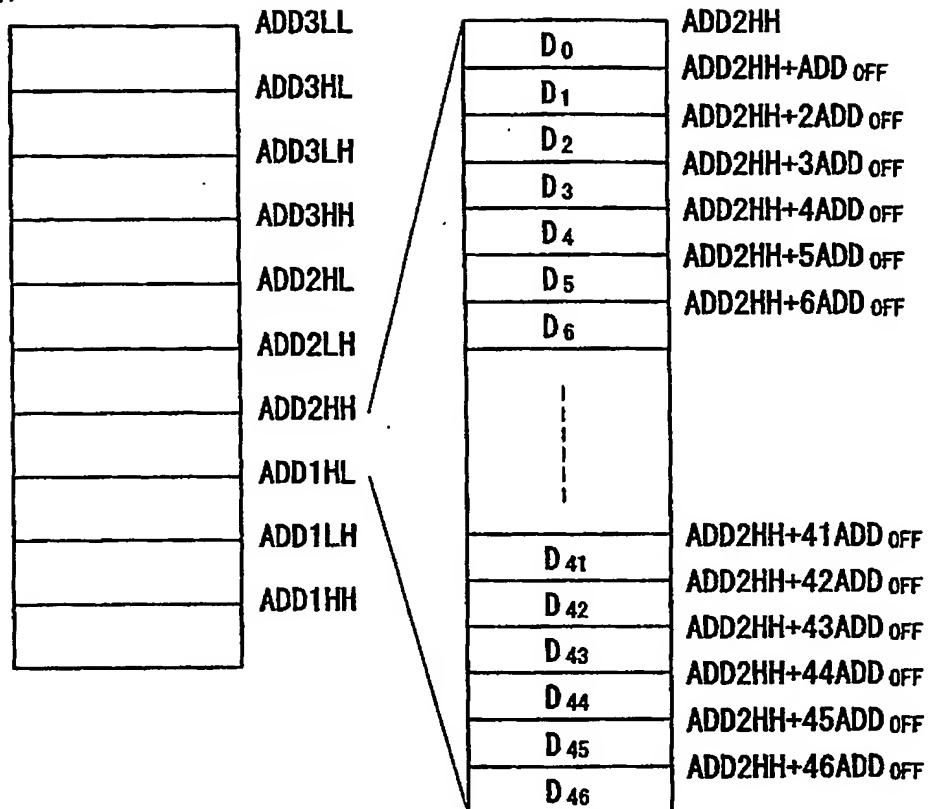 ADD3LL
ADD3HL
ADD3LH
ADD3HH
ADD2HL
ADD2LH
ADD2HH
ADD1HL
ADD1LH
ADD1HH
D0
D1
D2
D3
D4
D5
D6
D41
D42
D43
D44
D45
D46
ADD2HH
ADD2HH+ADD OFF
ADD2HH+2ADD OFF
ADD2HH+3ADD OFF
ADD2HH+4ADD OFF
ADD2HH+5ADD OFF
ADD2HH+6ADD OFF
ADD2HH+41ADD OFF
ADD2HH+42ADD OFF
ADD2HH+43ADD OFF
ADD2HH+44ADD OFF
ADD2HH+45ADD OFF
ADD2HH+46ADD OFF